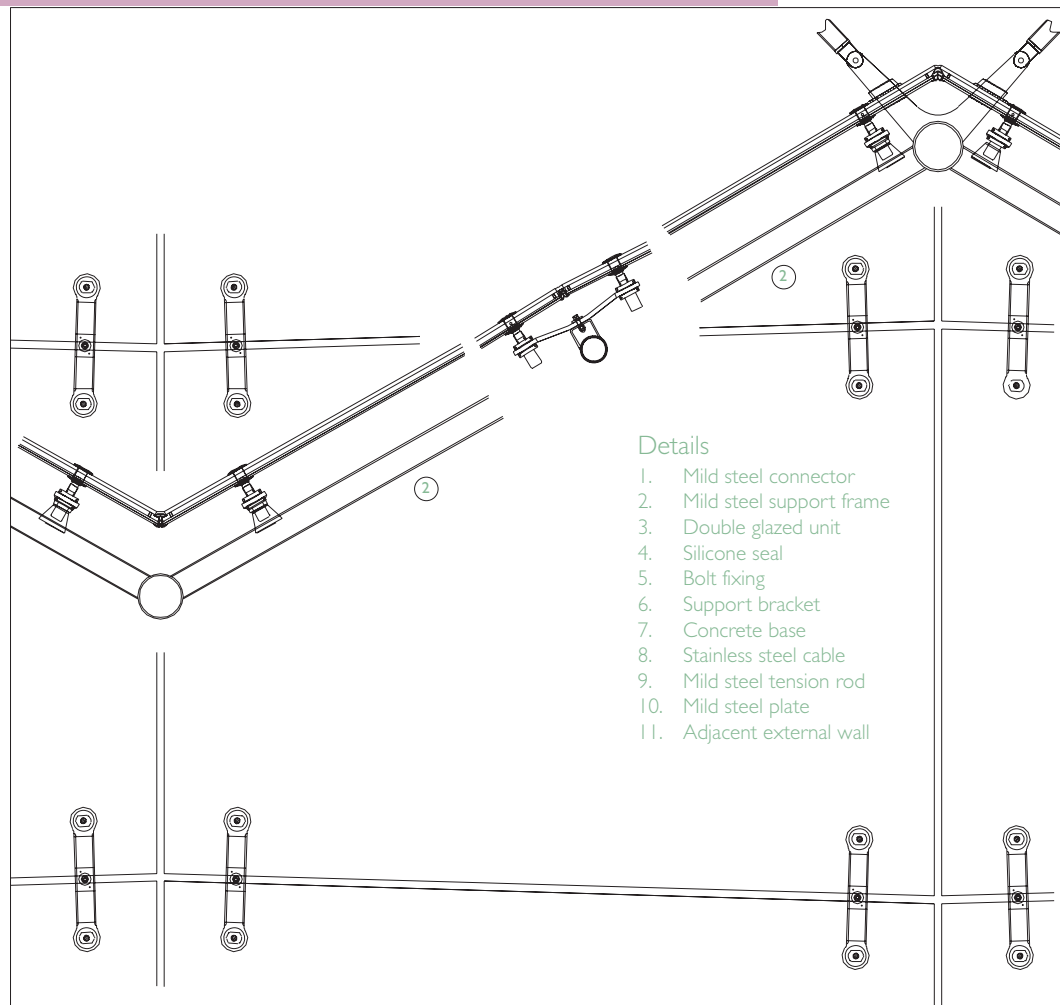 2
2
Details
1. Mild steel connector
2. Mild steel support frame
3. Double glazed unit
4. Silicone seal
5. Bolt fixing
6. Support bracket
7. Concrete base
8. Stainless steel cable
9. Mild steel tension rod
10. Mild steel plate
11. Adjacent external wall